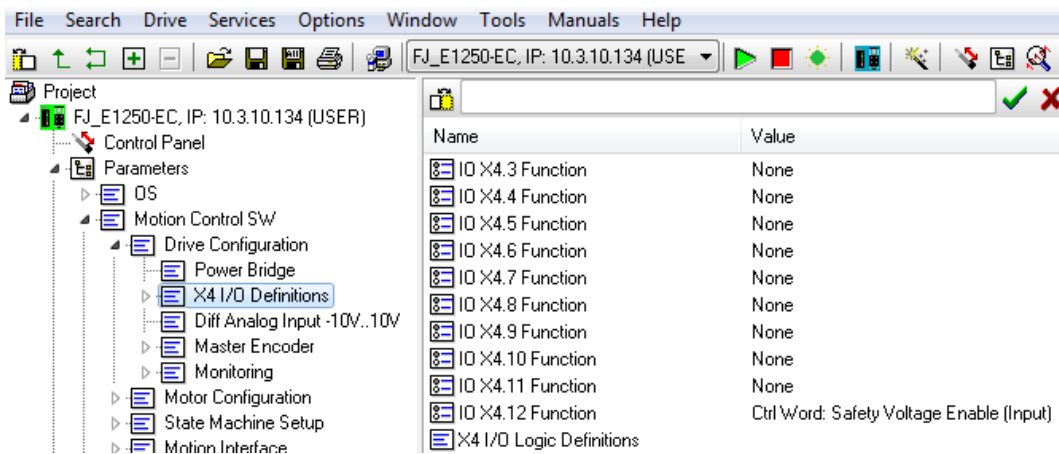 File Search Drive Services Options Window Tools Manuals Help
FJ_E1250-EC, IP: 10.3.10.134 (USE
Project
FJ_E1250-EC, IP: 10.3.10.134 (USER)
Control Panel
Parameters
OS
Motion Control SW
Drive Configuration
Power Bridge
X4 I/O Definitions
Diff Analog Input -10V..10V
Master Encoder
Monitoring
Motor Configuration
State Machine Setup
Motion Interface
Name Value
IO X4.3 Function None
IO X4.4 Function None
IO X4.5 Function None
IO X4.6 Function None
IO X4.7 Function None
IO X4.8 Function None
IO X4.9 Function None
IO X4.10 Function None
IO X4.11 Function None
IO X4.12 Function Ctrl Word: Safety Voltage Enable (Input)
X4 I/O Logic Definitions